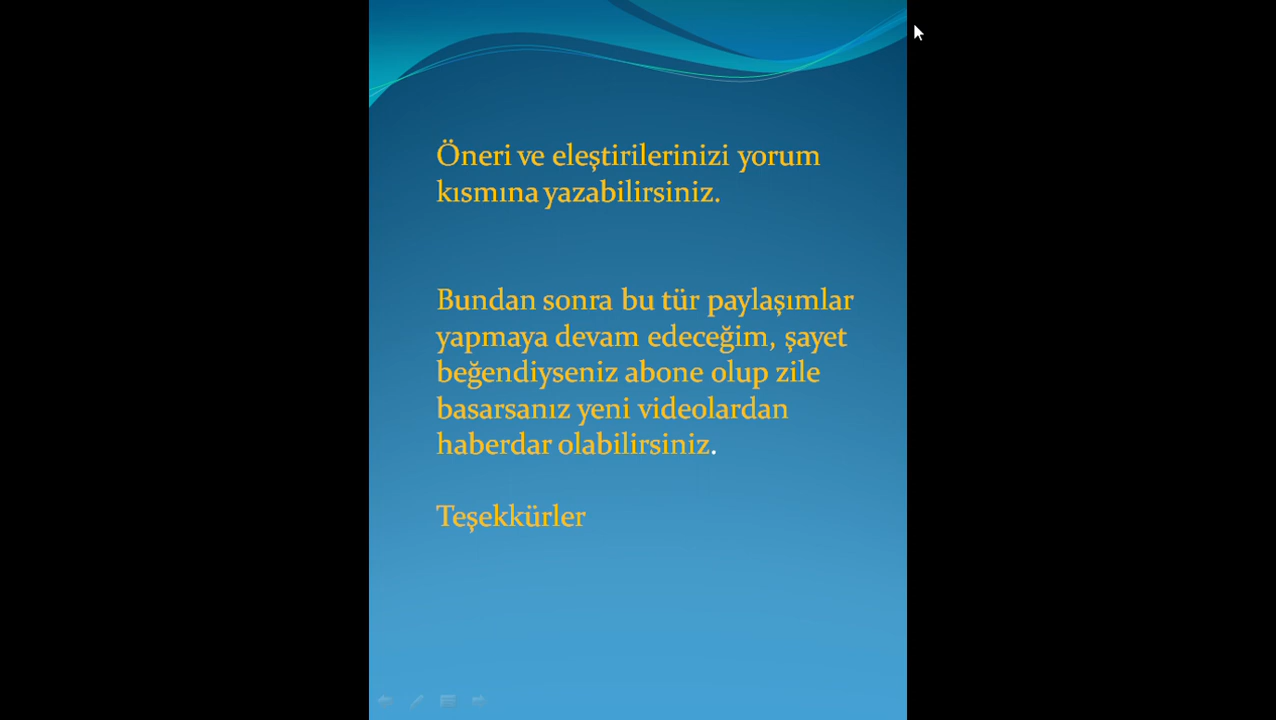 Öneri ve eleştirilerinizi yorum
kısmına yazabilirsiniz.
Bundan sonra bu tür paylaşımlar
yapmaya devam edeceğim, şayet
beğendiyseniz abone olup zile
basarsanız yeni videolardan
haberdar olabilirsiniz.
Teşekkürler